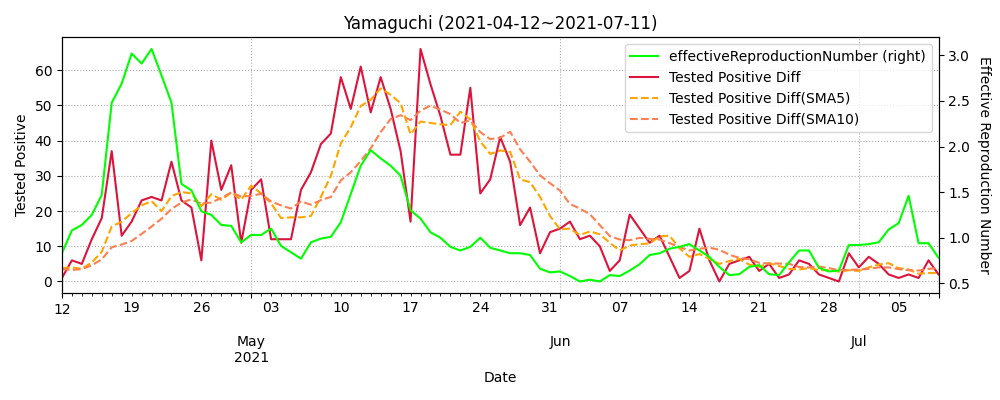 Yamaguchi (2021-04-12~2021-07-11)
effectiveReproductionNumber (right)
Tested Positive Diff
Tested Positive Diff(SMA5)
Tested Positive Diff(SMA10)
Tested Positive
60
50
40
30
20
10
0
3.0
2.5
2.0
1.5
1.0
0.5
Effective Reproduction Number
12 19 26 03 10 17 24 31 07 14 21 28 05
May Jun Jul
2021
Date